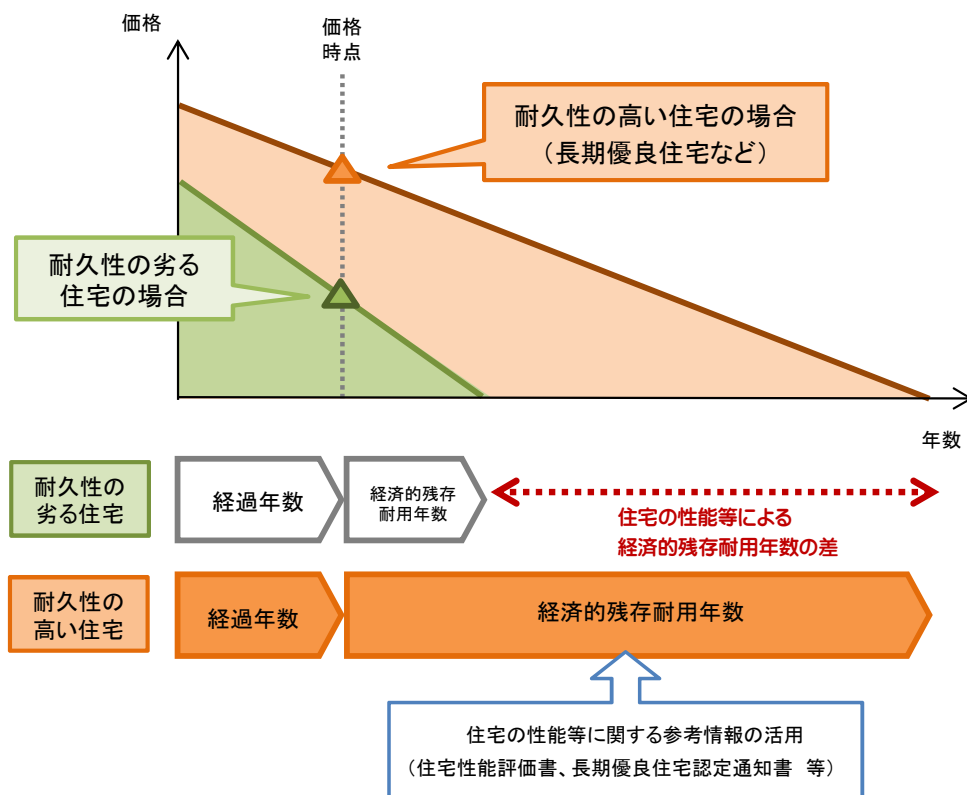 価格
価格
時点
耐久性の高い住宅の場合
（長期優良住宅など）
耐久性の劣る
住宅の場合
年数
耐久性の
劣る住宅
経過年数
経済的残存
耐用年数
住宅の性能等による
経済的残存耐用年数の差
耐久性の
高い住宅
経過年数
経済的残存耐用年数
住宅の性能等に関する参考情報の活用
（住宅性能評価書、長期優良住宅認定通知書　等）